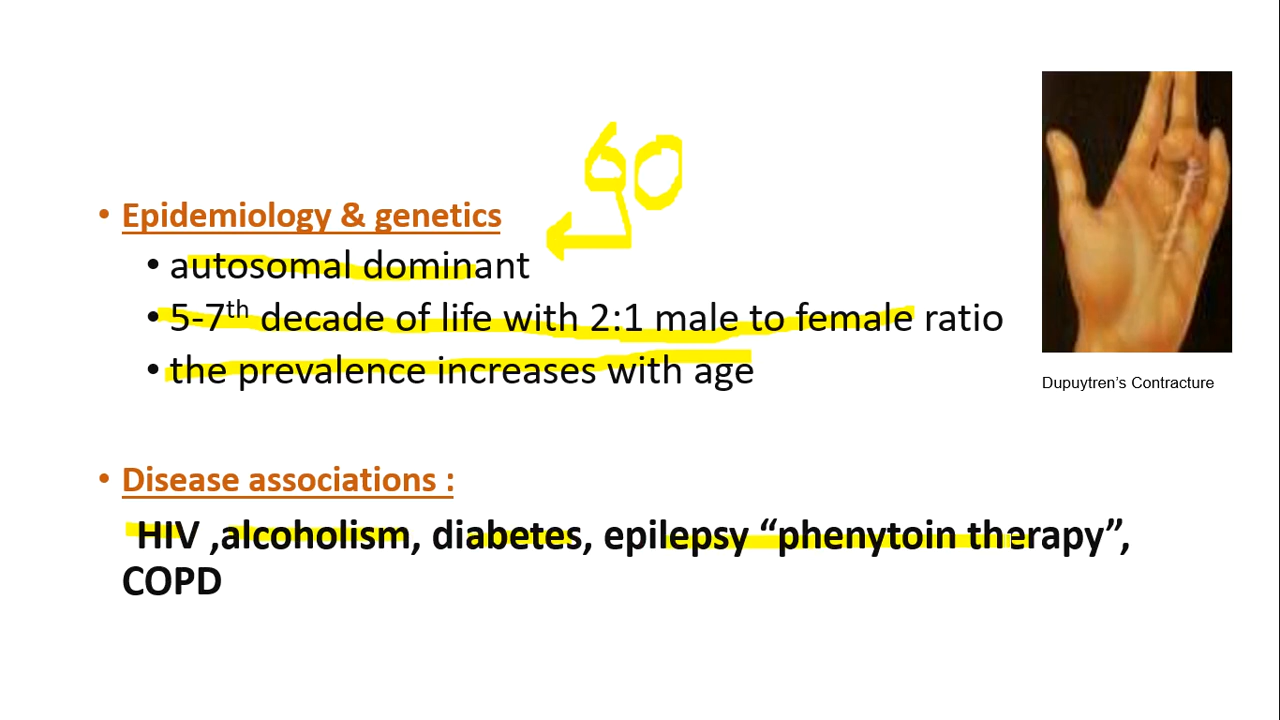 60
• Epidemiology & genetics
• autosomal dominant
• 5-7th decade of life with 2:1 male to female ratio
• the prevalence increases with age
Dupuytren’s Contracture
• Disease associations :
HIV ,alcoholism, diabetes, epilepsy “phenytoin therapy”,
COPD